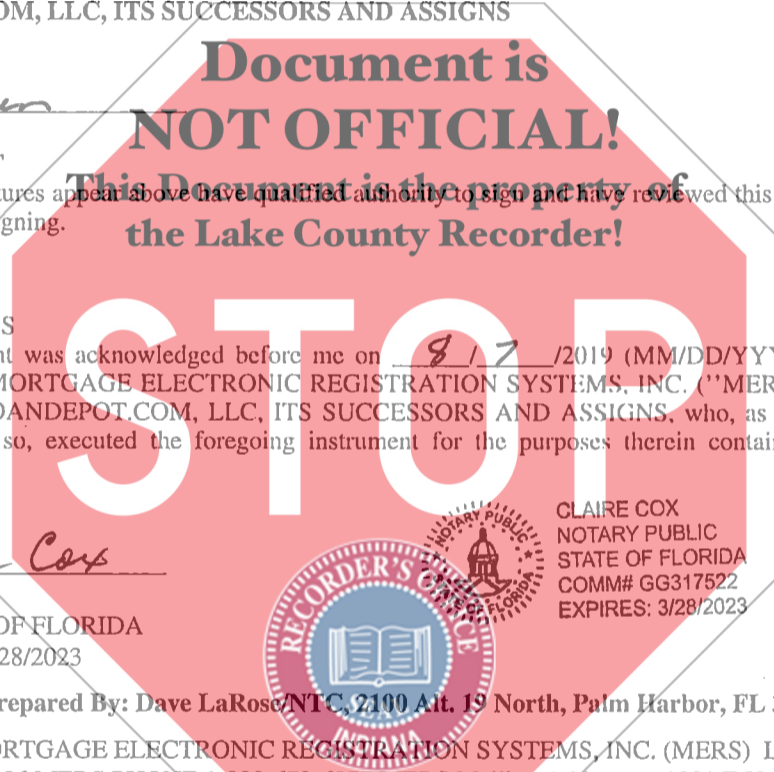 OM, LLC, ITS SUCCESSORS AND ASSIGNS
Document is
NOT OFFICIAL!
This Document is the property of
the Lake County Recorder!
tures appear above have qualified authority to sign and have reviewed this
gning.
S
nt was acknowledged before me on 8 / 7 /2019 (MM/DD/YYY
MORTGAGE ELECTRONIC REGISTRATION SYSTEMS, INC. ("MER
OANDEPOT.COM, LLC, ITS SUCCESSORS AND ASSIGNS, who, as
so, executed the foregoing instrument for the purposes therein contai
STOP
Cox
NOTARY PUBLIC
STATE OF FLORIDA
CLAIRE COX
NOTARY PUBLIC
STATE OF FLORIDA
COMM# GG317522
EXPIRES: 3/28/2023
RECORDER'S OFFICE
SEAL
INDIANA
OF FLORIDA
28/2023
repared By: Dave LaRose/NTC, 2100 Alt. 19 North, Palm Harbor, FL
ORTGAGE ELECTRONIC REGISTRATION SYSTEMS, INC. (MERS)